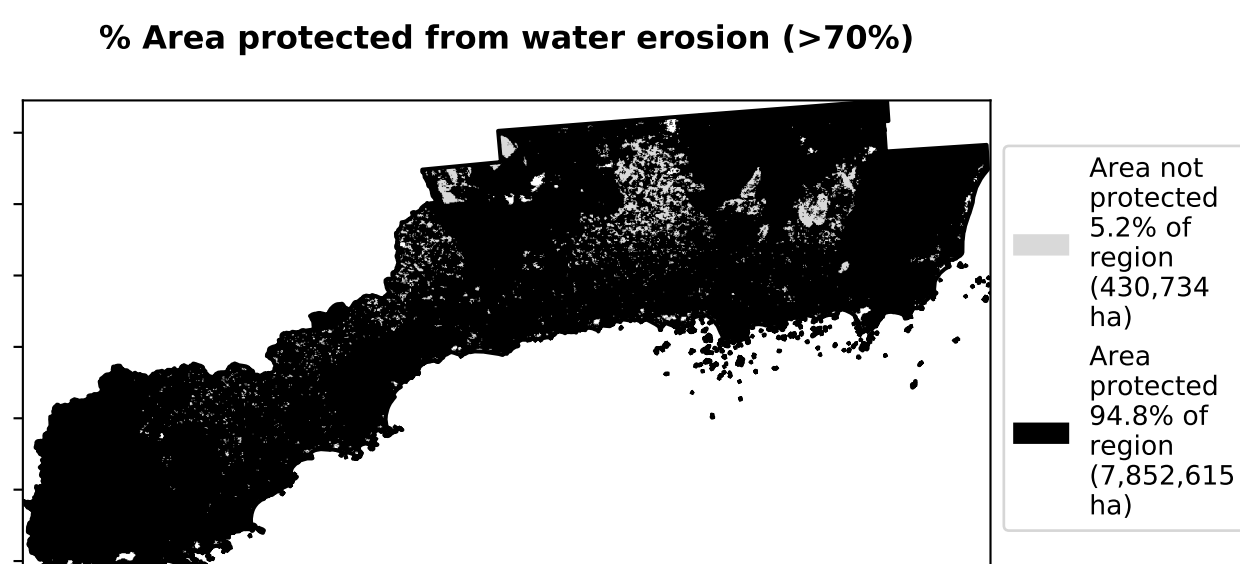 % Area protected from water erosion (>70%)
Area not
protected
5.2% of
region
(430,734
ha)
Area
protected
94.8% of
region
(7,852,615
ha)